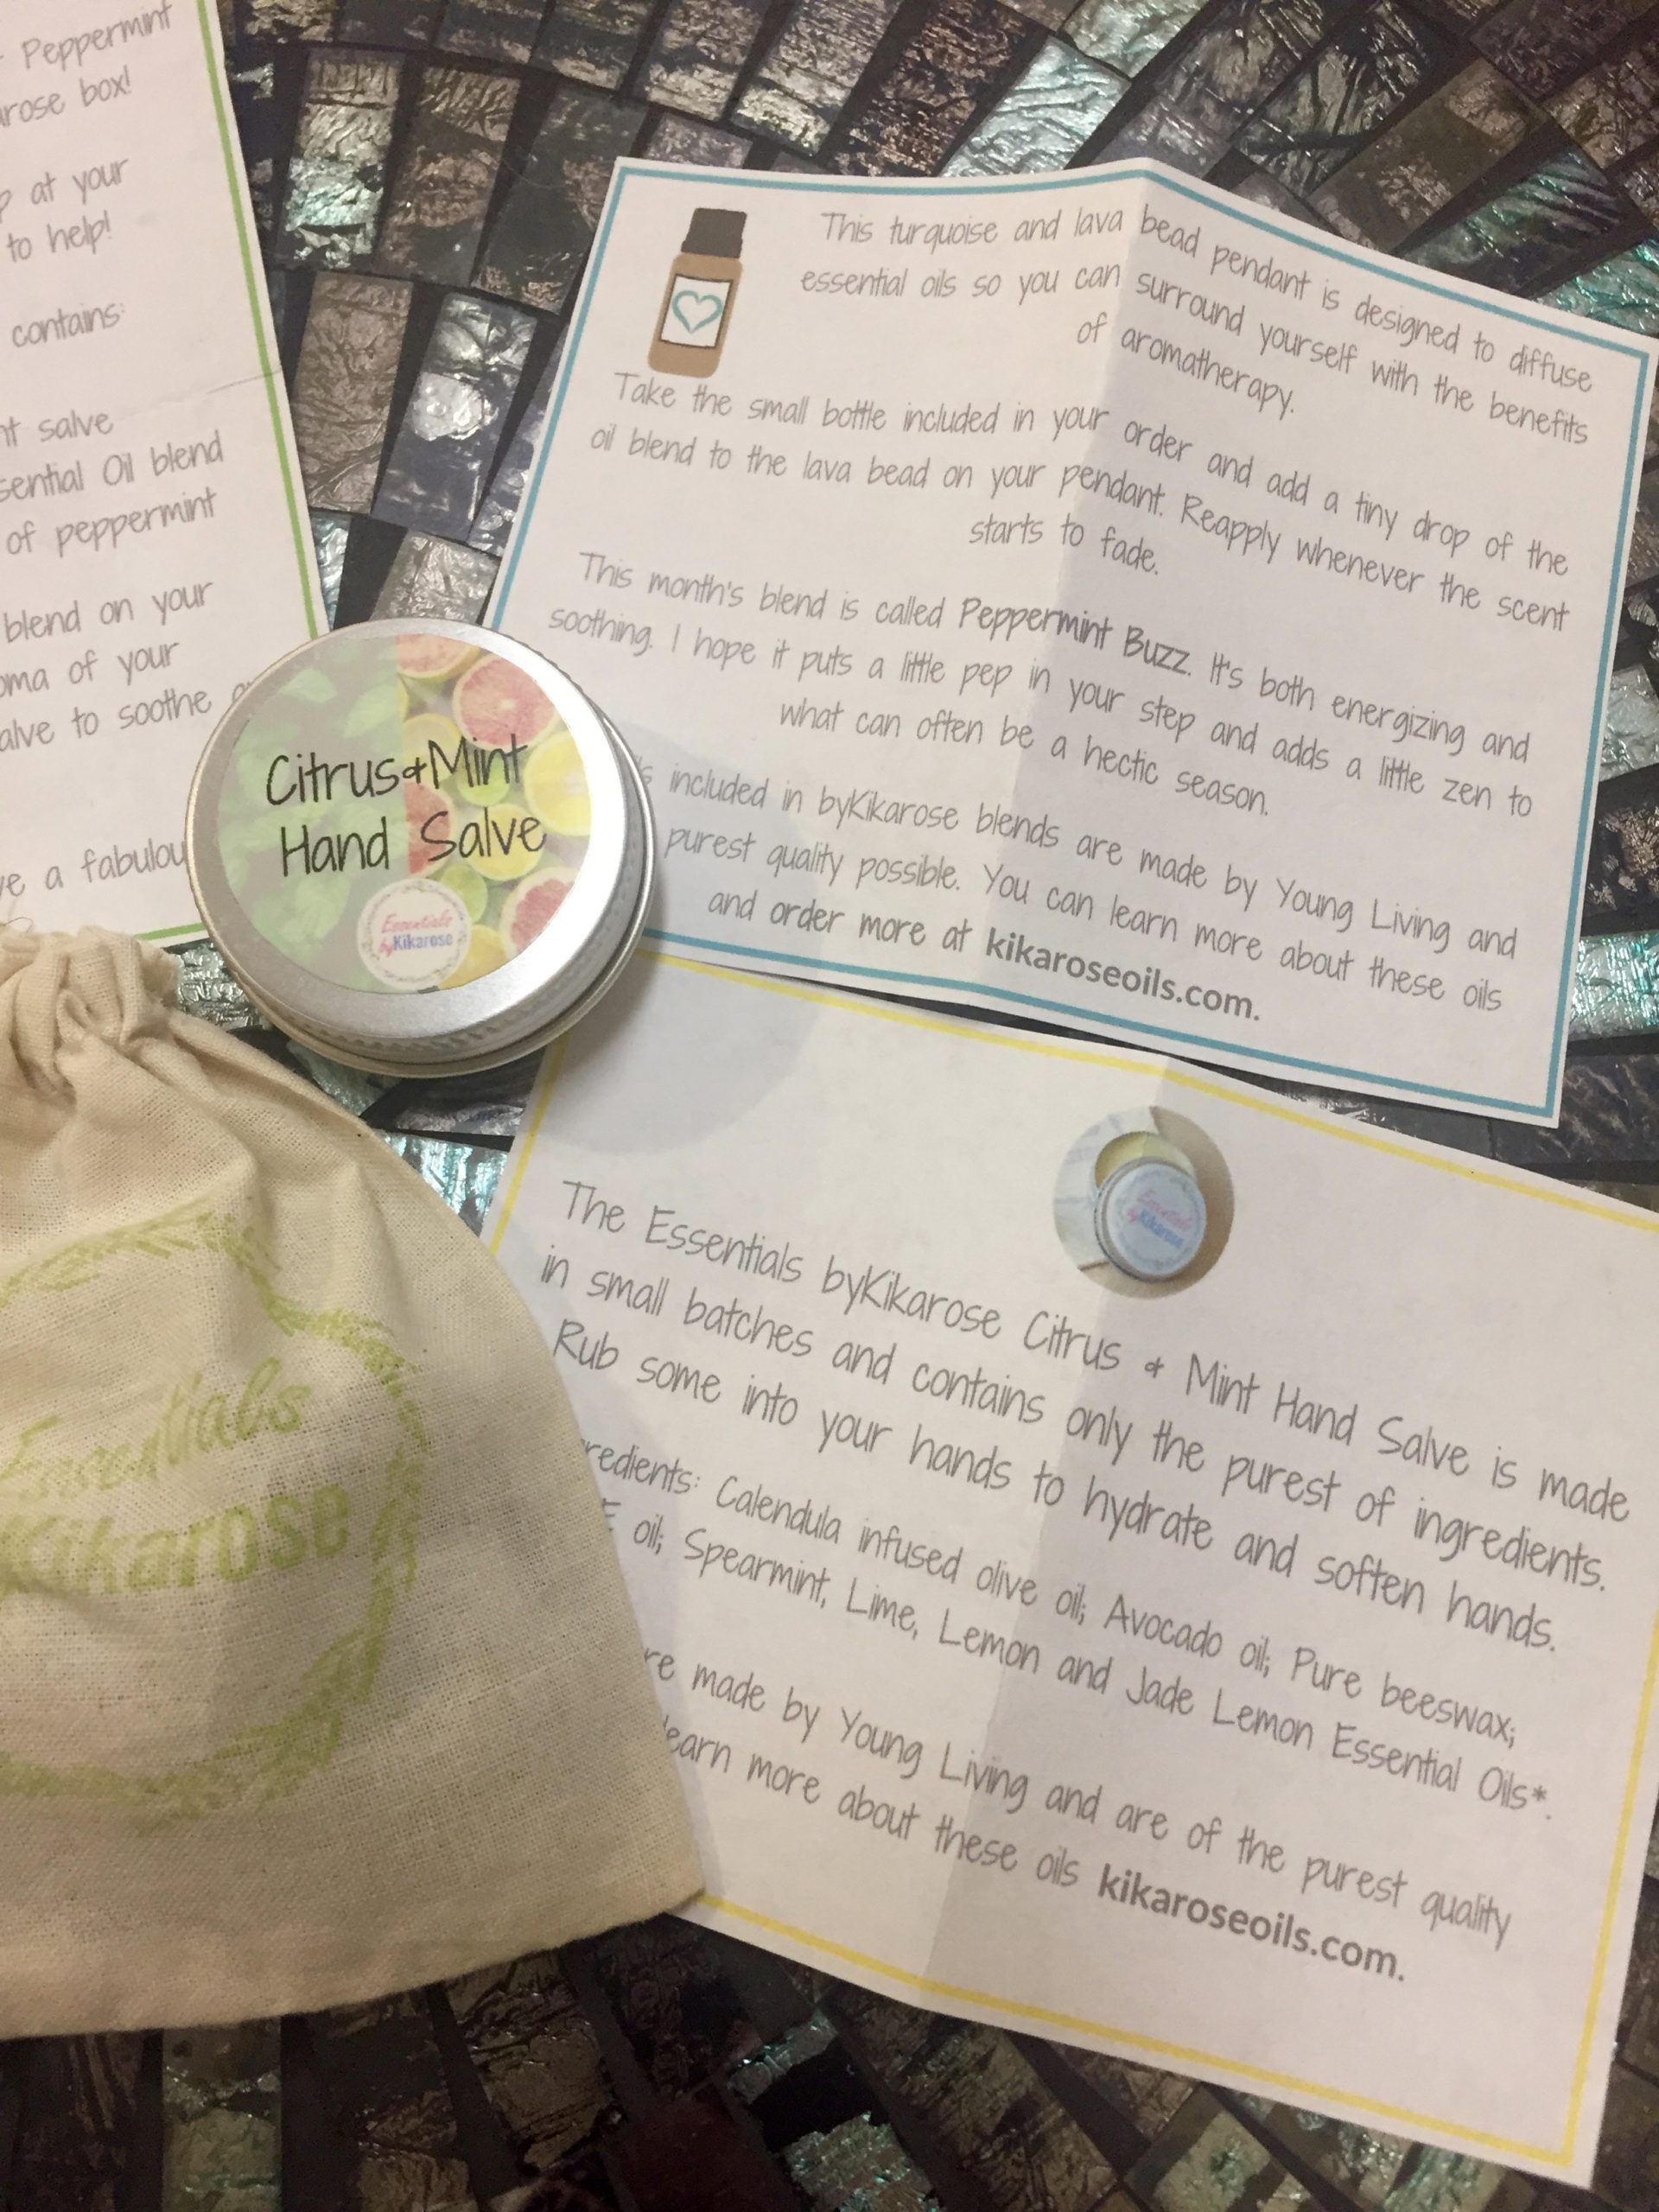 Peppermint
box!
at your
to help!
contains:
salve
Oil blend
of peppermint
blend on your
of your
to soothe
a
This turquoise and lava bead pendant is designed to diffuse
essential oils so you can surround yourself with the benefits
of aromatherapy.
Take the small bottle included in your order and add a tiny drop of the
oil blend to the lava bead on your pendant. Reapply whenever the scent
starts to fade.
This month's blend is called Peppermint Buzz. It's both energizing and
soothing. I hope it puts a little pep in your step and adds a little zen to
what can often be a hectic season.
included in byKikarose blends are made by Young Living and
purest quality possible. You can learn more about these oils
and order more at kikaroseoils.com.
Citrus & Mint
Hand Salve
Essentials
by Kikarose
Essentials
by Kikarose
The Essentials byKikarose Citrus & Mint Hand Salve is made
in small batches and contains only the purest of ingredients.
Rub some into your hands to hydrate and soften hands.
Calendula infused olive oil; Avocado oil; Pure beeswax;
E oil; Spearmint, Lime, Lemon and Jade Lemon Essential Oils*.
made by Young Living and are of the purest quality
learn more about these oils kikaroseoils.com.
Essentials
Kikarose